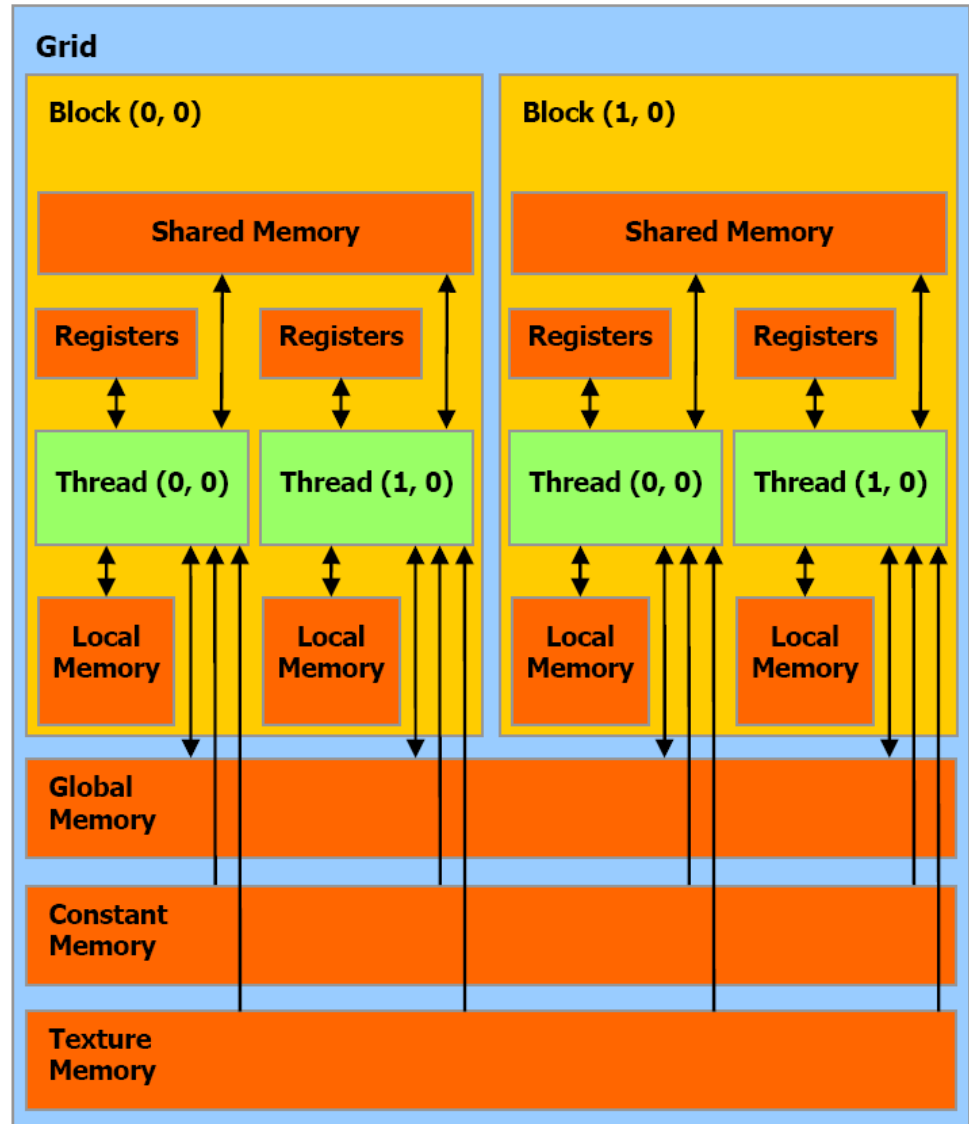 Grid
Block (0, 0)
Shared Memory
Registers
Registers
Thread (0, 0)
Thread (1, 0)
Local
Memory
Local
Memory
Block (1, 0)
Shared Memory
Registers
Registers
Thread (0, 0)
Thread (1, 0)
Local
Memory
Local
Memory
Global
Memory
Constant
Memory
Texture
Memory